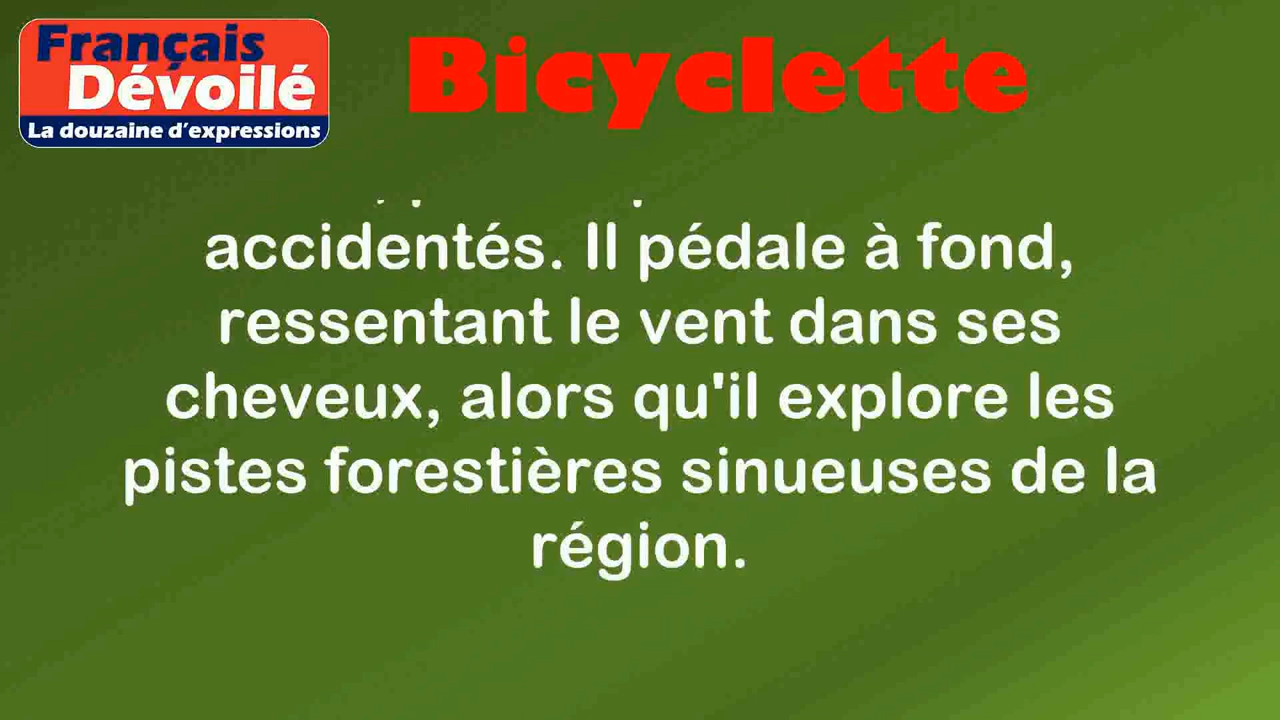 Français
Dévoilé
La douzaine d'expressions
Bicyclette
accidentés. Il pédale à fond,
ressentant le vent dans ses
cheveux, alors qu'il explore les
pistes forestières sinueuses de la
région.